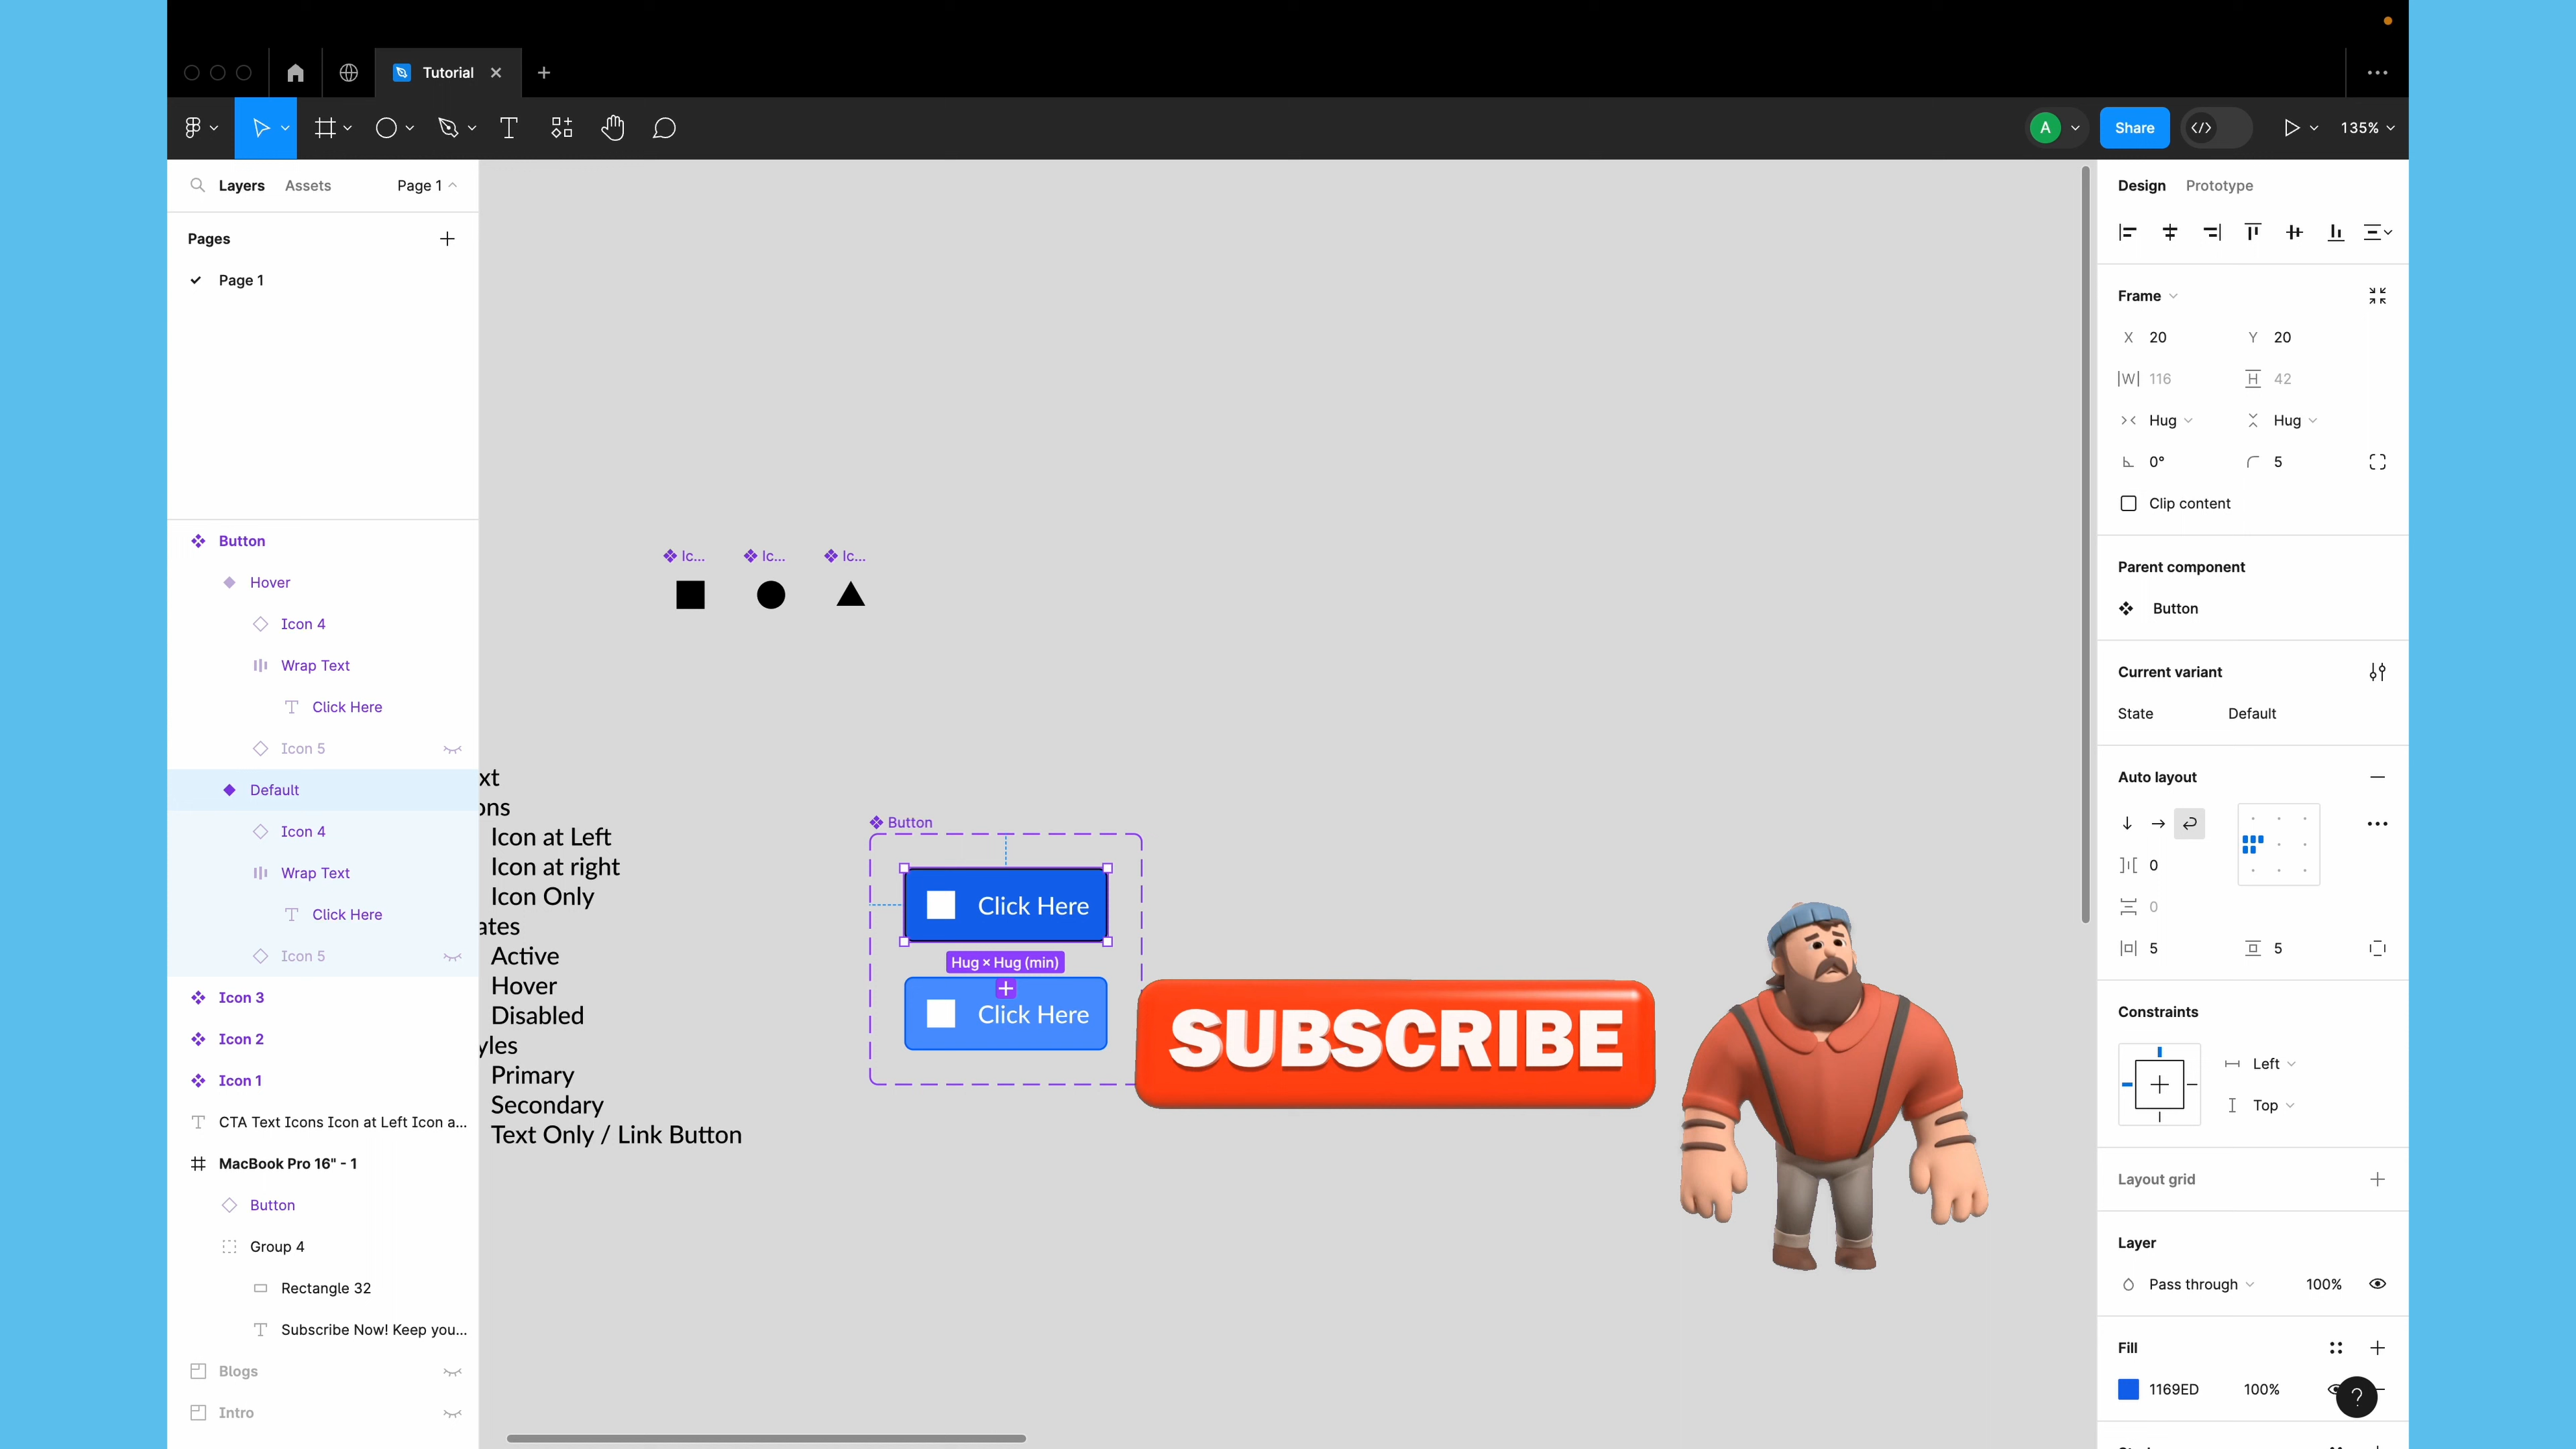 Tutorial
A
Share
135%
Layers
Assets
Page 1
Pages
Page 1
Button
Hover
Icon 4
Wrap Text
Click Here
Icon 5
Default
Icon 4
Wrap Text
Click Here
Icon 5
Icon 3
Icon 2
Icon 1
CTA Text Icons Icon at Left Icon a...
MacBook Pro 16" - 1
Button
Group 4
Rectangle 32
Subscribe Now! Keep you...
Blogs
Intro
Ic...
Ic...
Ic...
xt
ons
Icon at Left
Icon at right
Icon Only
ates
Active
Hover
Disabled
yles
Primary
Secondary
Text Only / Link Button
Button
Click Here
Hug × Hug (min)
Click Here
SUBSCRIBE
Design
Prototype
Frame
X 20
Y 20
W 116
H 42
Hug
Hug
0°
5
Clip content
Parent component
Button
Current variant
State
Default
Auto layout
0
0
5
5
Constraints
Left
Top
Layout grid
Layer
Pass through
100%
Fill
1169ED
100%
?